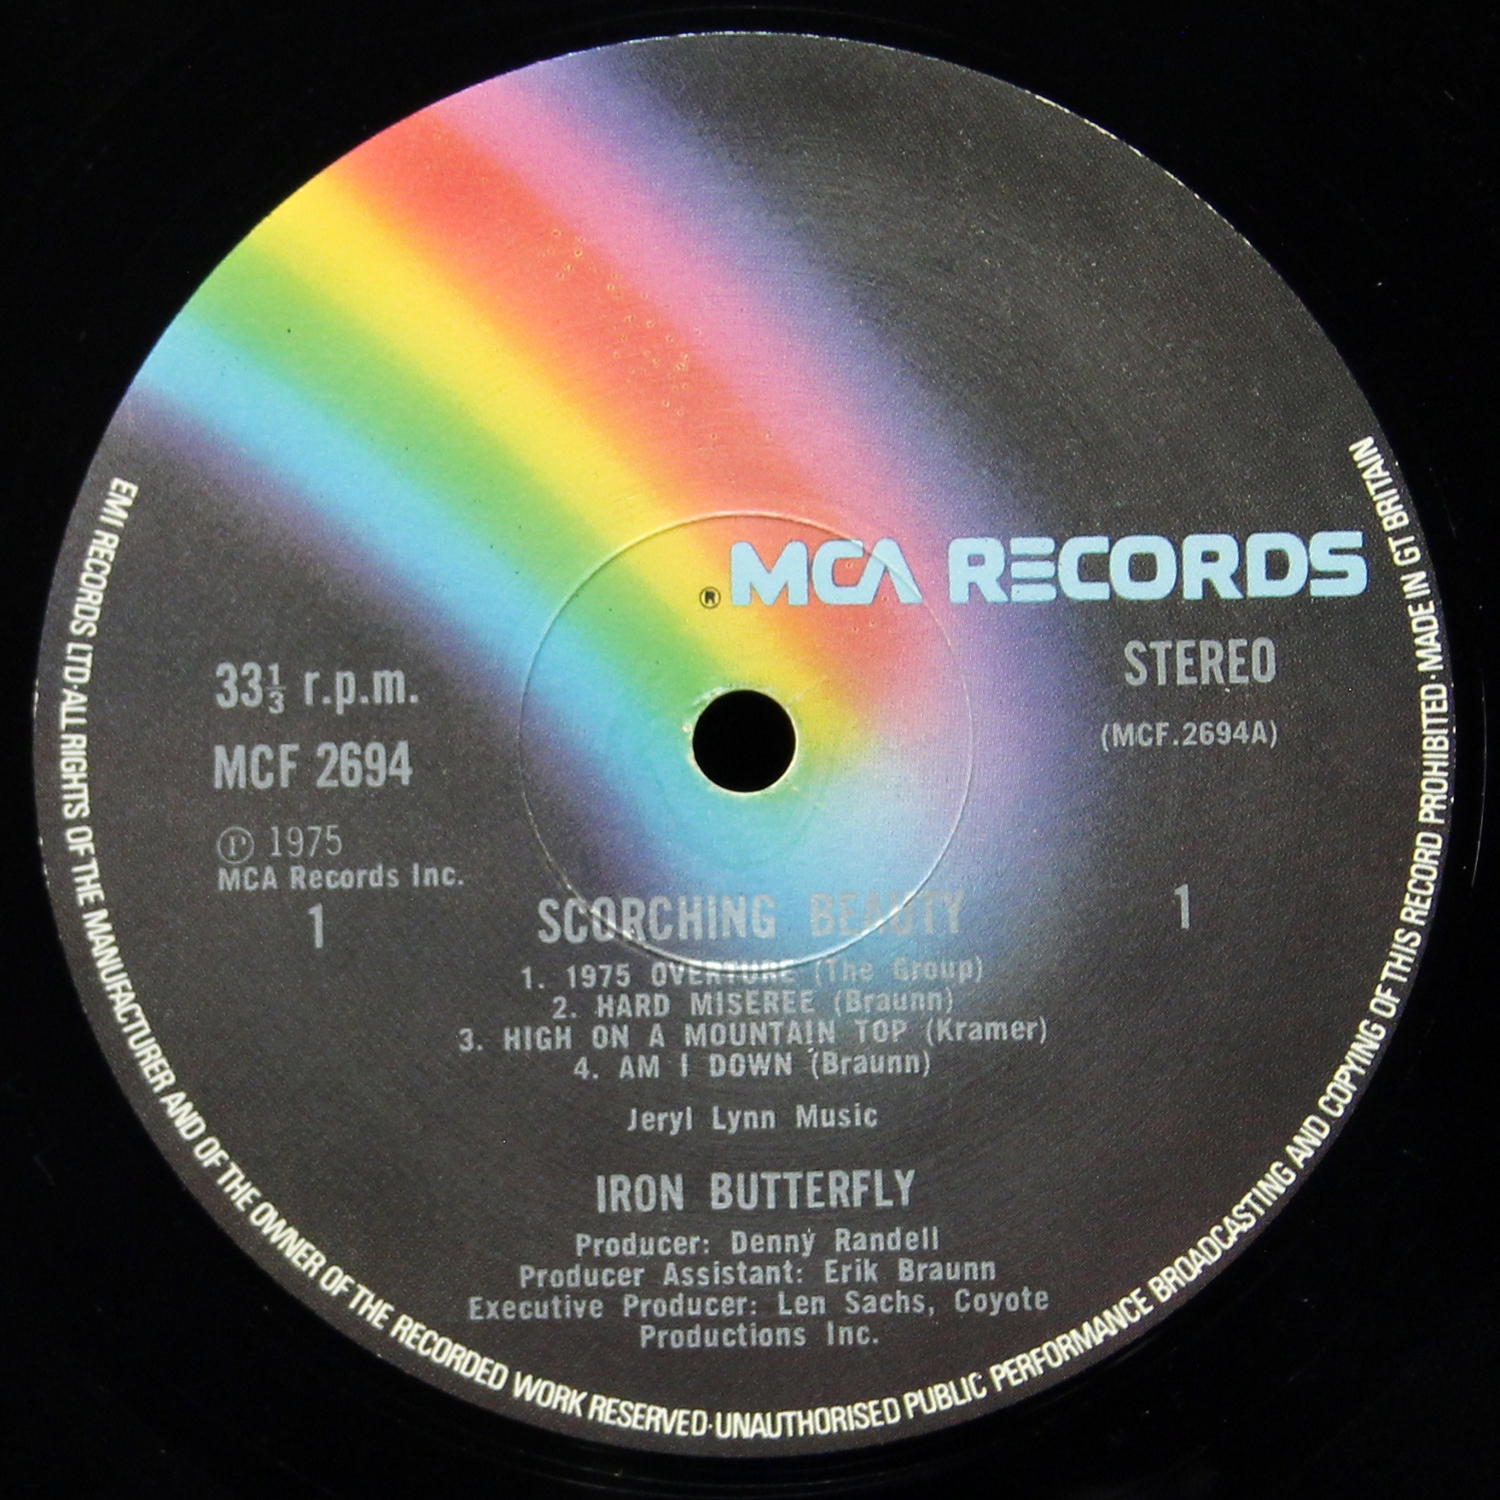 ® MCA RECORDS
STEREO
33⅓ r.p.m.
MCF 2694
(MCF.2694A)
Ⓟ 1975
MCA Records Inc.
1
1
SCORCHING BEAUTY
1. 1975 OVERTURE (The Group)
2. HARD MISEREE (Braunn)
3. HIGH ON A MOUNTAIN TOP (Kramer)
4. AM I DOWN (Braunn)
Jeryl Lynn Music
IRON BUTTERFLY
Producer: Denny Randell
Producer Assistant: Erik Braunn
Executive Producer: Len Sachs, Coyote
Productions Inc.
EMI RECORDS LTD·ALL RIGHTS OF THE MANUFACTURER AND OF THE OWNER OF THE RECORDED WORK RESERVED·UNAUTHORISED PUBLIC PERFORMANCE BROADCASTING AND COPYING OF THIS RECORD PROHIBITED·MADE IN GT BRITAIN